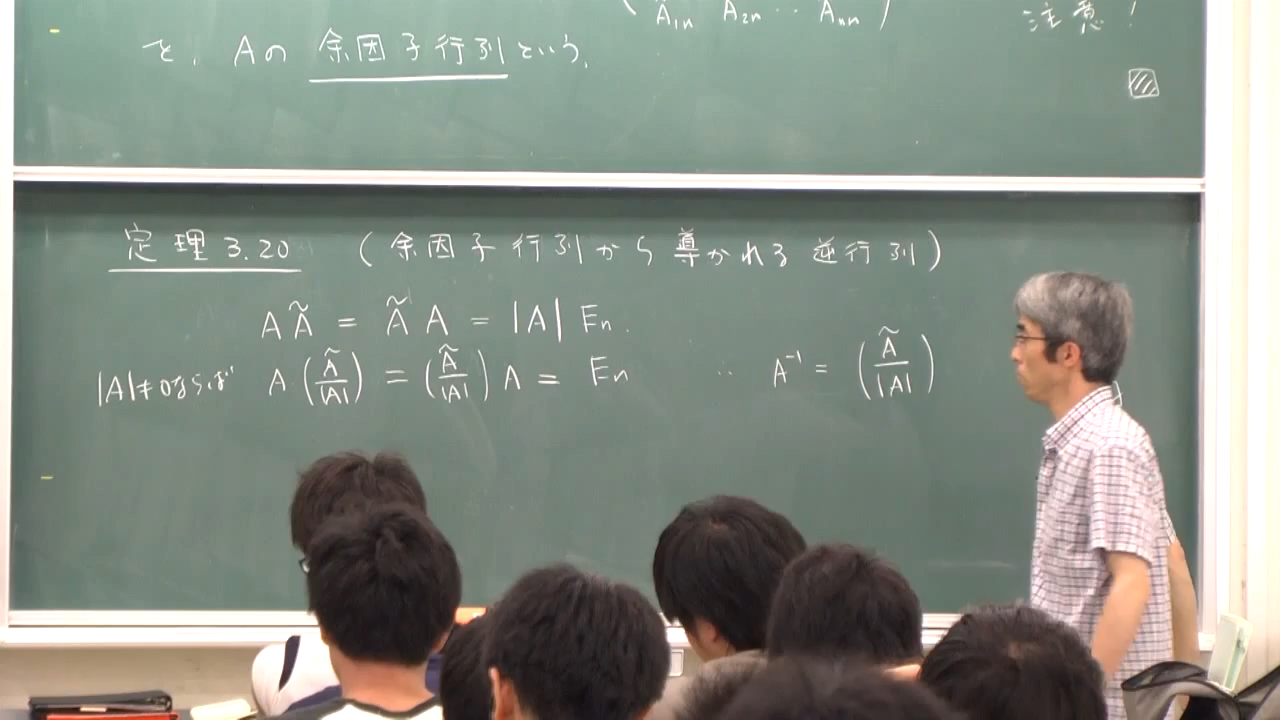 Ã₁ₙ Ã₂ₙ … Ãₙₙ )
注意!
を、Aの 余因子行列という。
定理 3.20 (余因子行列から導かれる逆行列)
AÃ = ÃA = |A| Eₙ.
|A|≠0ならば A(Ã/|A|) = (Ã/|A|)A = Eₙ ∴ A⁻¹ = (Ã/|A|)